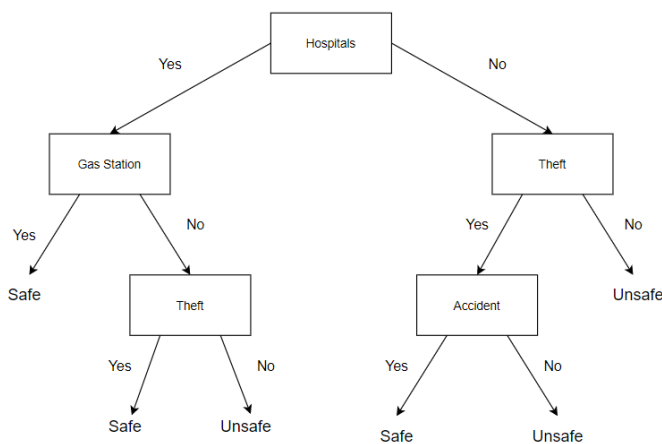 Hospitals
Yes
No
Gas Station
Theft
Yes
No
Yes
No
Safe
Theft
Accident
Unsafe
Yes
No
Yes
No
Safe
Unsafe
Safe
Unsafe